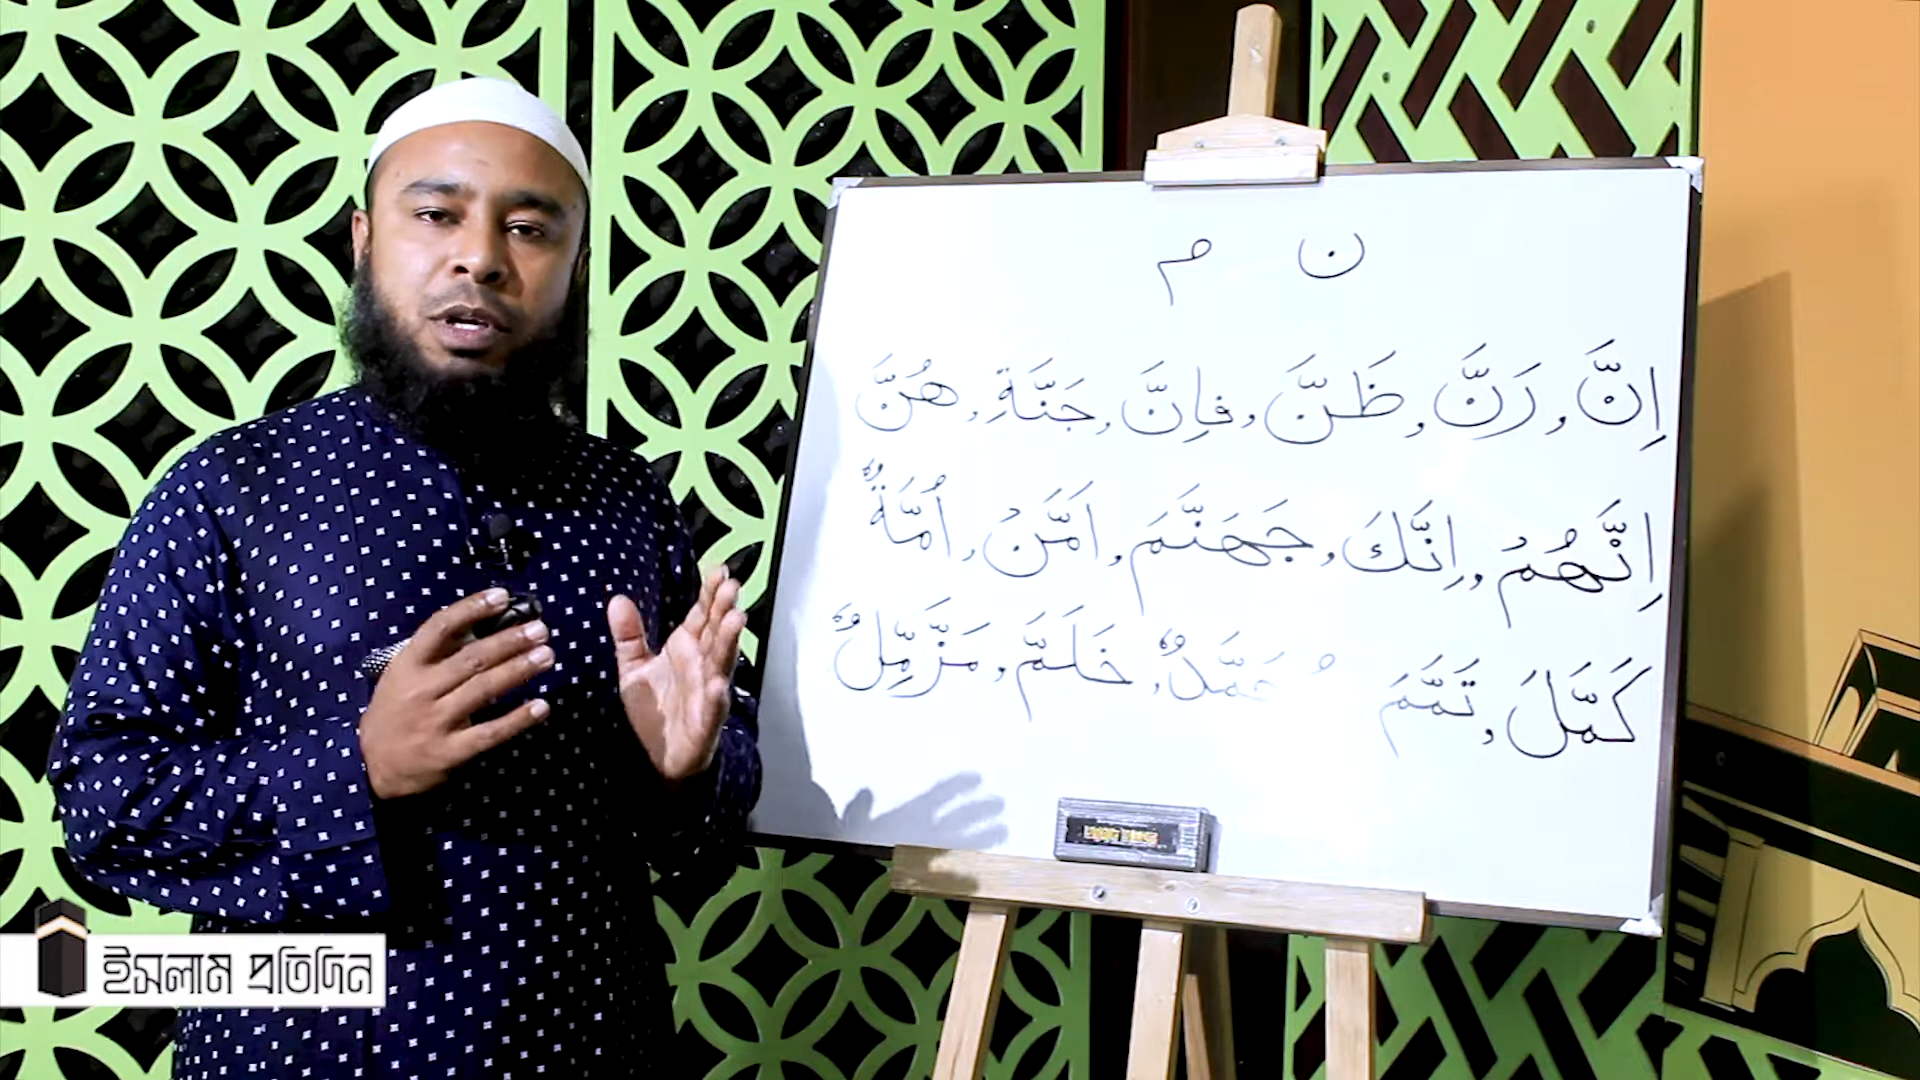 ن م
اِنَّ, رَنَّ, ظَنَّ, فَاِنَّ, جَنَّةِ, هُنَّ
اِنَّهُمُ, اِنَّكَ, جَهَنَّمَ, اَمَّنُ, اُمَّةٌ
كَمَّلَ, تَمَّمَ حَمَّدٌ, خَلَمَّ, مَزَّمِّلٌ
ইসলাম প্রতিদিন